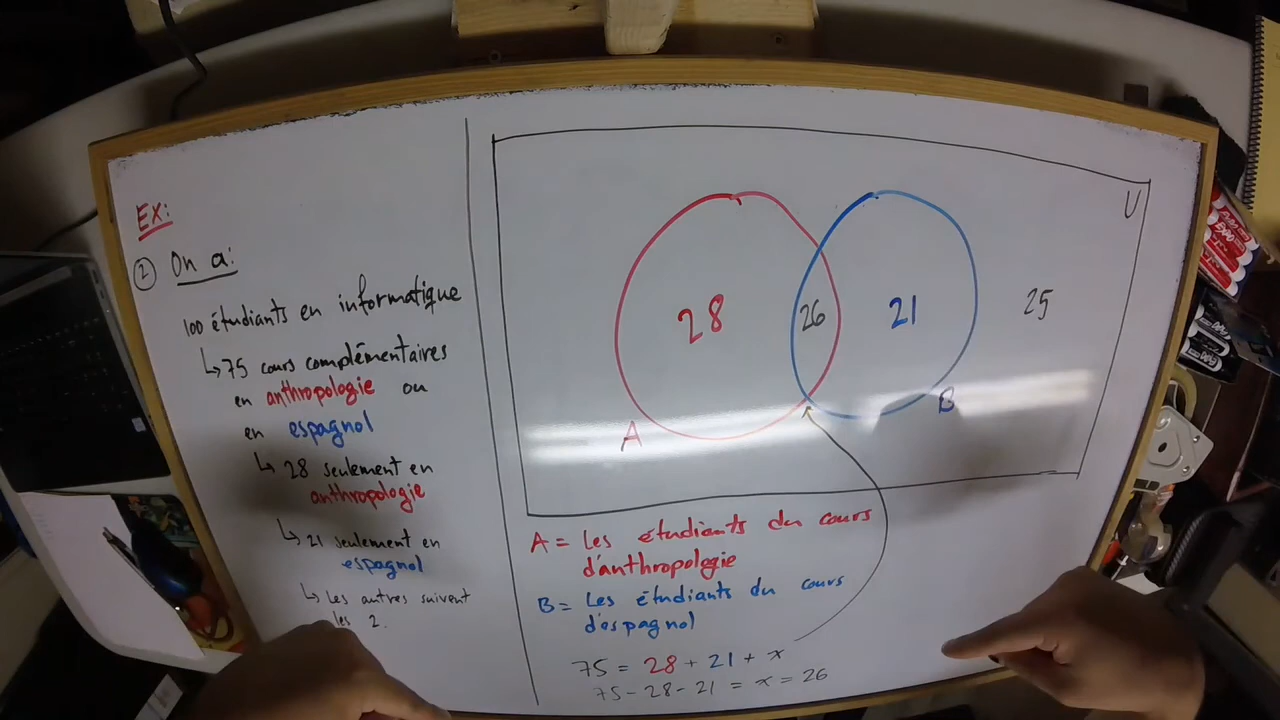 EX:
2 On a:
100 étudiants en informatique
↳ 75 cours complémentaires
en anthropologie ou
en espagnol
↳ 28 seulement en
anthropologie
↳ 21 seulement en
espagnol
↳ Les autres suivent
les 2.
U
28
26
21
25
A
B
A = Les étudiants du cours
d'anthropologie
B = Les étudiants du cours
d'espagnol
75 = 28 + 21 + x
75 - 28 - 21 = x = 26